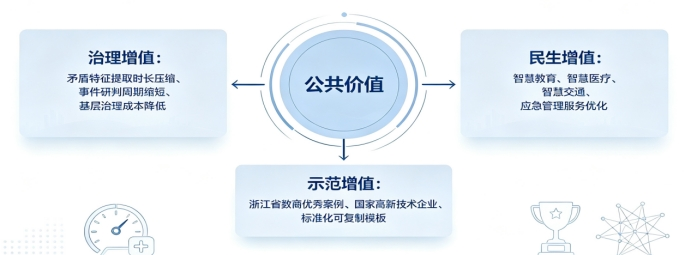 治理增值：
矛盾特征提取时长压缩、
事件研判周期缩短、
基层治理成本降低
公共价值
民生增值：
智慧教育、智慧医疗、
智慧交通、
应急管理服务优化
示范增值：
浙江省数商优秀案例、国家高新技术企业、
标准化可复制模板